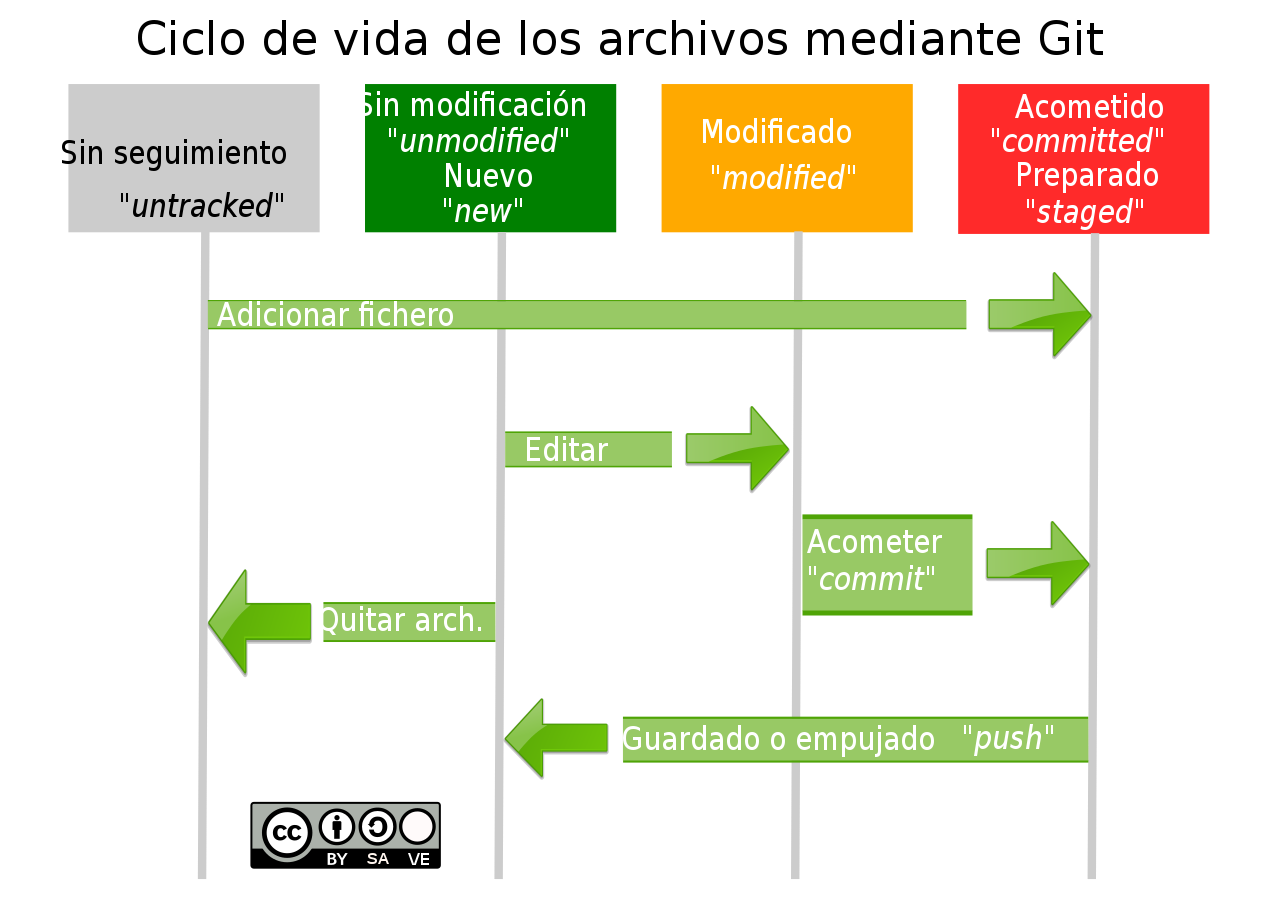 Ciclo de vida de los archivos mediante Git
Sin seguimiento
"untracked"
Sin modificación
"unmodified"
Nuevo
"new"
Modificado
"modified"
Acometido
"committed"
Preparado
"staged"
Adicionar fichero
Editar
Acometer
"commit"
Quitar arch.
Guardado o empujado "push"
cc
BY SA VE